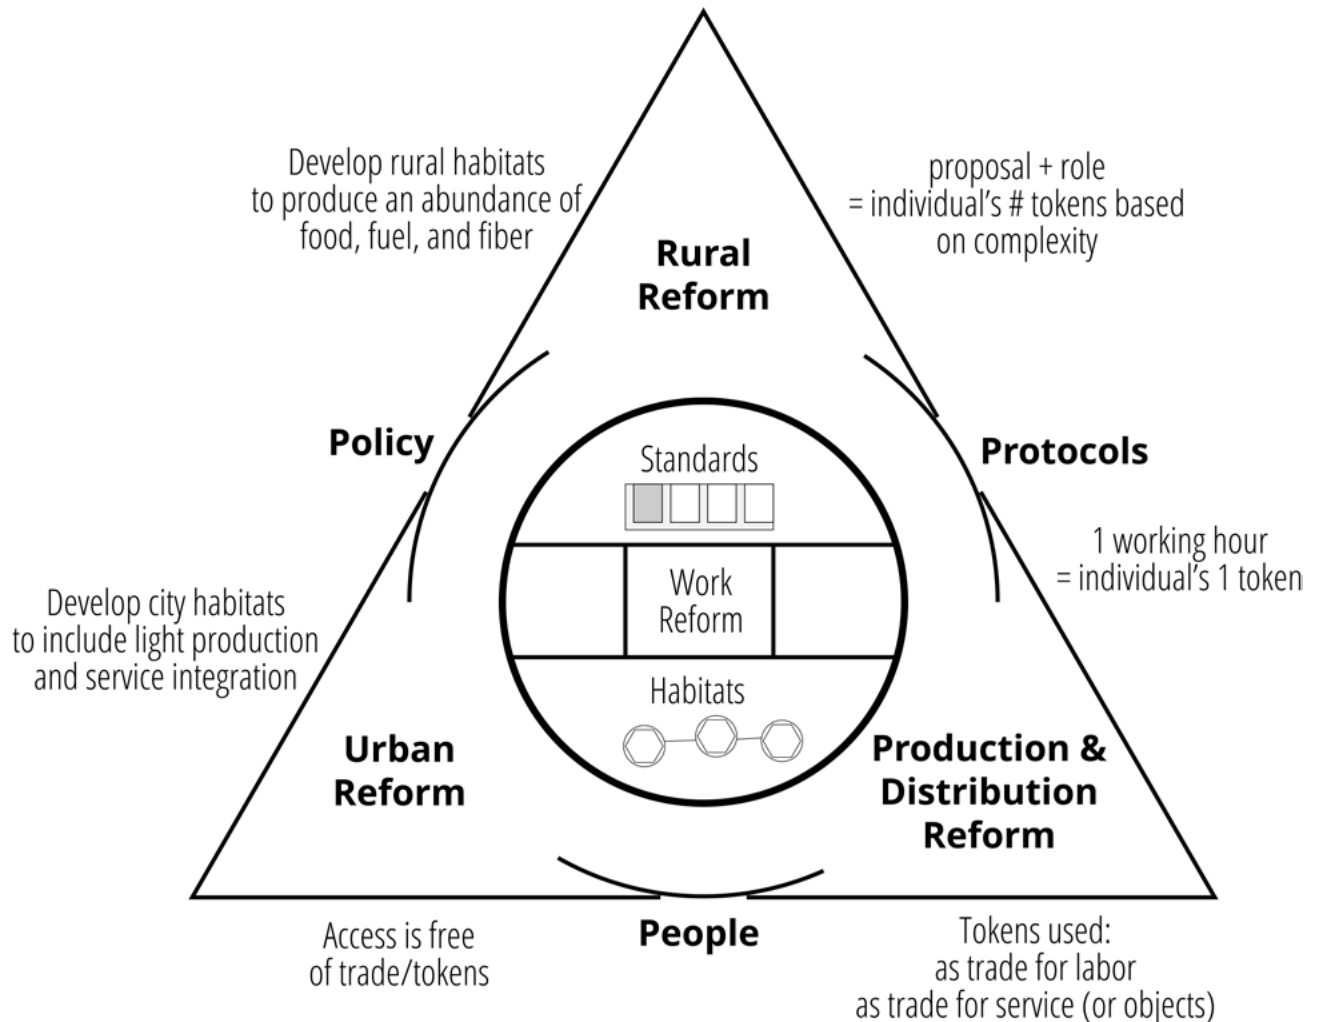 Develop rural habitats
to produce an abundance of
food, fuel, and fiber
proposal + role
= individual's # tokens based
on complexity
Rural
Reform
Policy
Protocols
Standards
Work
Reform
Habitats
1 working hour
= individual's 1 token
Develop city habitats
to include light production
and service integration
Urban
Reform
Production &
Distribution
Reform
People
Access is free
of trade/tokens
Tokens used:
as trade for labor
as trade for service (or objects)